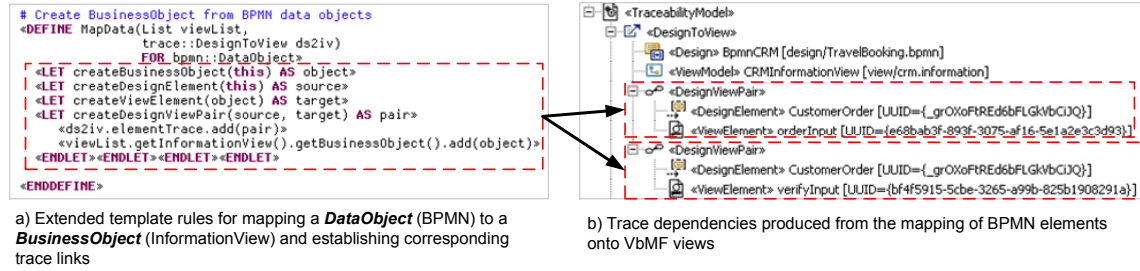 # Create BusinessObject from BPMN data objects
«DEFINE MapData(List viewList,
trace::DesignToView ds2iv)
FOR bpmn::DataObject»
«LET createBusinessObject(this) AS object»
«LET createDesignElement(this) AS source»
«LET createViewElement(object) AS target»
«LET createDesignViewPair(source, target) AS pair»
«ds2iv.elementTrace.add(pair)»
«viewList.getInformationView().getBusinessObject().add(object)»
«ENDLET»«ENDLET»«ENDLET»«ENDLET»
«ENDDEFINE»
a) Extended template rules for mapping a DataObject (BPMN) to a
BusinessObject (InformationView) and establishing corresponding
trace links
«TraceabilityModel»
«DesignToView»
«Design» BpmnCRM [design/TravelBooking.bpmn]
«ViewModel» CRMInformationView [view/crm.information]
«DesignViewPair»
«DesignElement» CustomerOrder [UUID={_grOXoFtREd6bFLGkVbCiJQ}]
«ViewElement» orderInput [UUID={e68bab3f-893f-3075-af16-5e1a2e3c3d93}]
«DesignViewPair»
«DesignElement» CustomerOrder [UUID={_grOXoFtREd6bFLGkVbCiJQ}]
«ViewElement» verifyInput [UUID={bf4f5915-5cbe-3265-a99b-825b1908291a}]
b) Trace dependencies produced from the mapping of BPMN elements
onto VbMF views